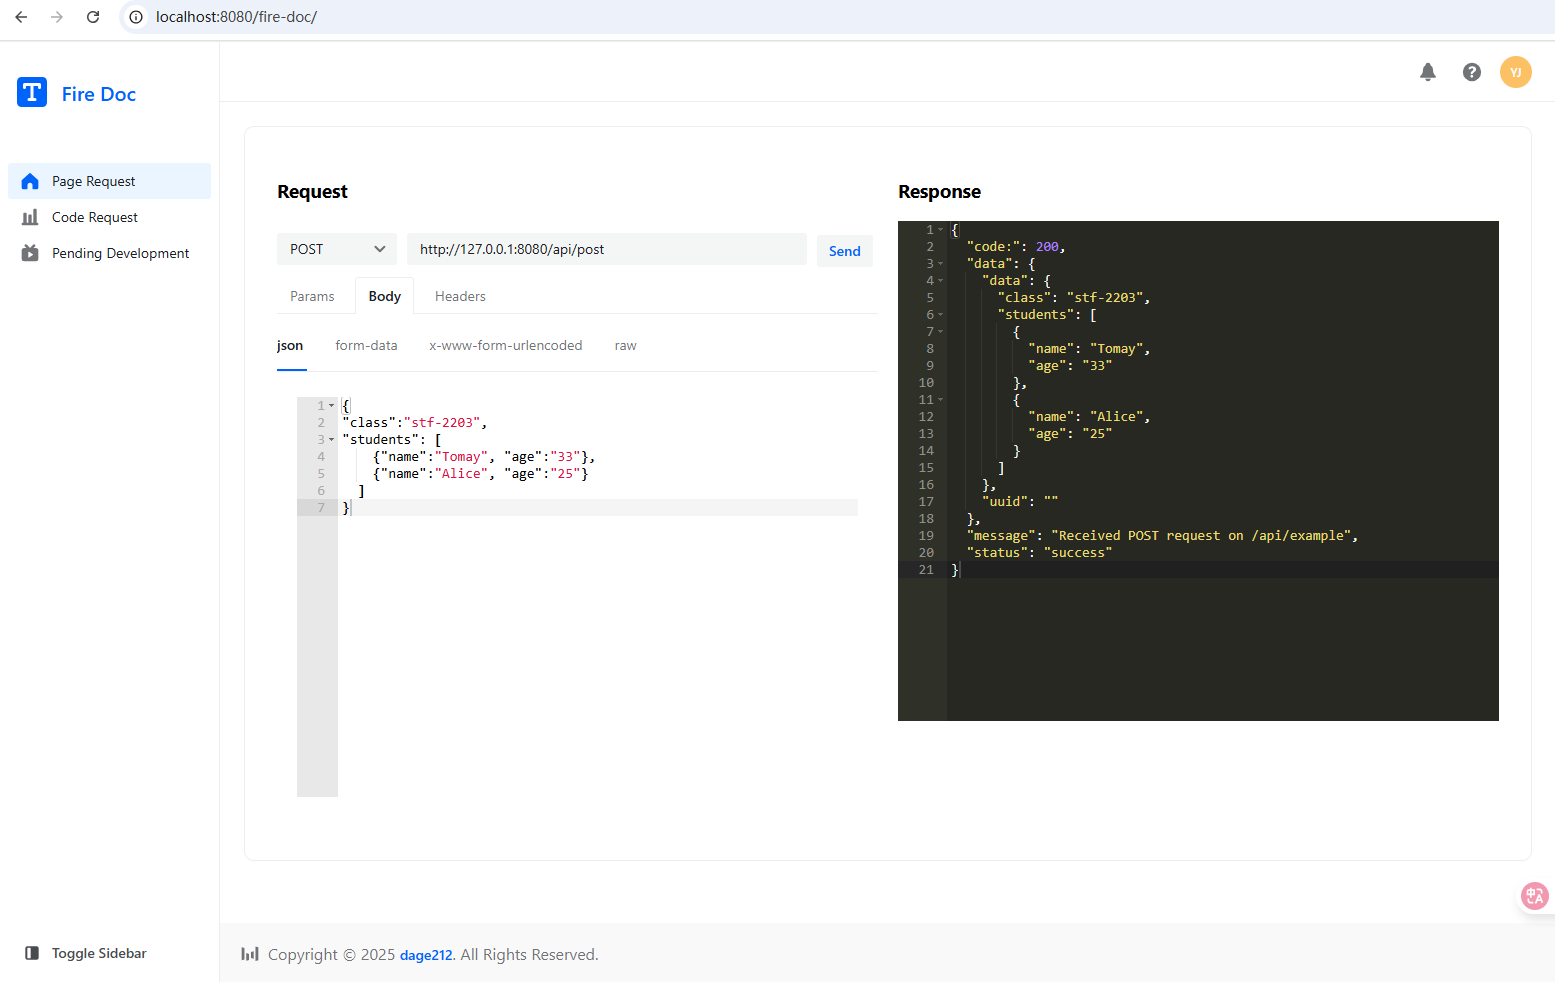 localhost:8080/fire-doc/
T Fire Doc
YJ
Page Request
Code Request
Pending Development
Request
POST http://127.0.0.1:8080/api/post Send
Params Body Headers
json form-data x-www-form-urlencoded raw
1 {
2 "class":"stf-2203",
3 "students": [
4 {"name":"Tomay", "age":"33"},
5 {"name":"Alice", "age":"25"}
6 ]
7 }
Response
1 {
2 "code:": 200,
3 "data": {
4 "data": {
5 "class": "stf-2203",
6 "students": [
7 {
8 "name": "Tomay",
9 "age": "33"
10 },
11 {
12 "name": "Alice",
13 "age": "25"
14 }
15 ]
16 },
17 "uuid": ""
18 },
19 "message": "Received POST request on /api/example",
20 "status": "success"
21 }
中A
Toggle Sidebar
Copyright © 2025 dage212. All Rights Reserved.